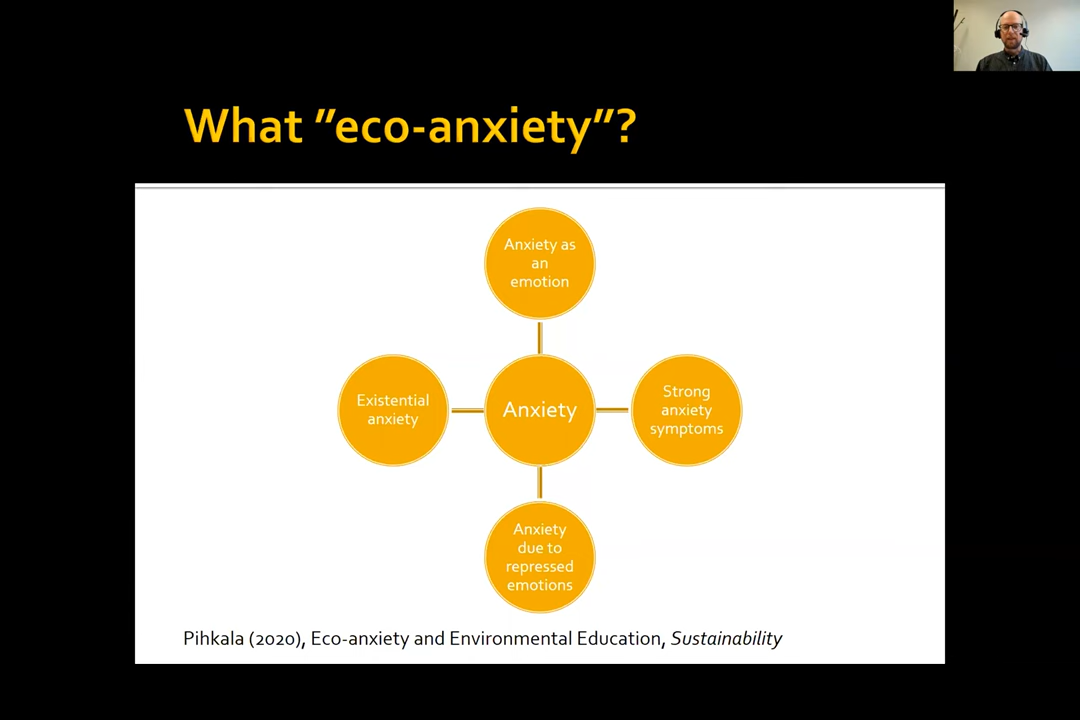 What ”eco-anxiety”?
Anxiety as
an
emotion
Existential
anxiety
Anxiety
Strong
anxiety
symptoms
Anxiety
due to
repressed
emotions
Pihkala (2020), Eco-anxiety and Environmental Education, Sustainability